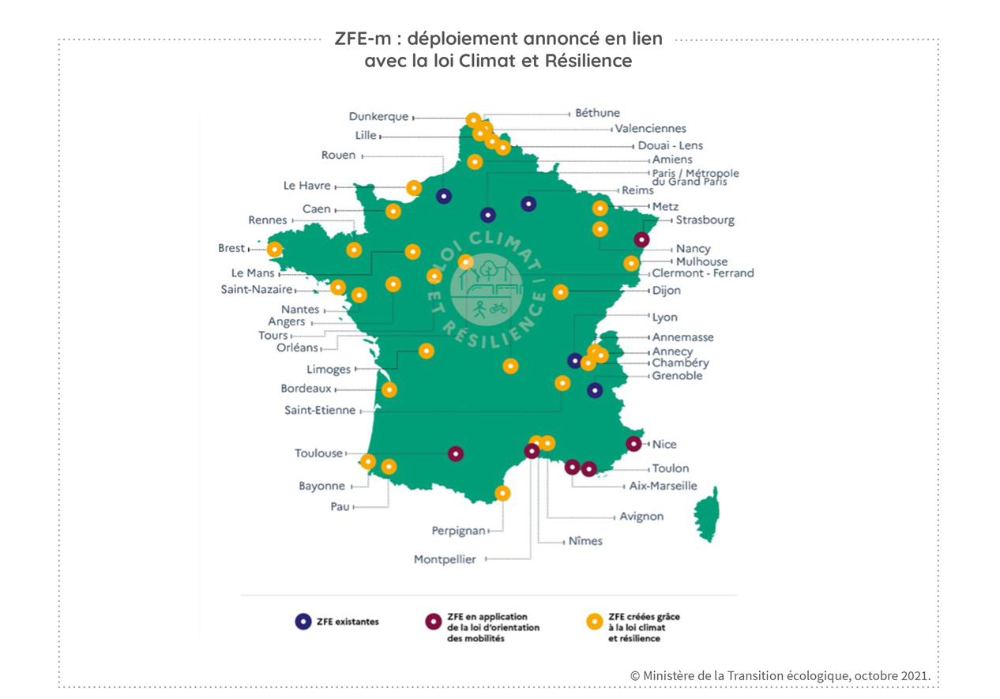 ZFE-m : déploiement annoncé en lien
avec la loi Climat et Résilience
Dunkerque
Béthune
Valenciennes
Lille
Douai - Lens
Rouen
Amiens
Paris / Métropole
du Grand Paris
Le Havre
Reims
Caen
Metz
Rennes
Strasbourg
Brest
Nancy
Mulhouse
Le Mans
Clermont - Ferrand
Saint-Nazaire
Dijon
Nantes
Lyon
Angers
Tours
Annemasse
Orléans
Annecy
Chambéry
Limoges
Grenoble
Bordeaux
Saint-Etienne
Nice
Toulouse
Toulon
Bayonne
Aix-Marseille
Pau
Avignon
Perpignan
Nîmes
Montpellier
LOI CLIMAT
ET RÉSILIENCE
ZFE existantes
ZFE en application
de la loi d'orientation
des mobilités
ZFE créées grâce
à la loi climat
et résilience
© Ministère de la Transition écologique, octobre 2021.